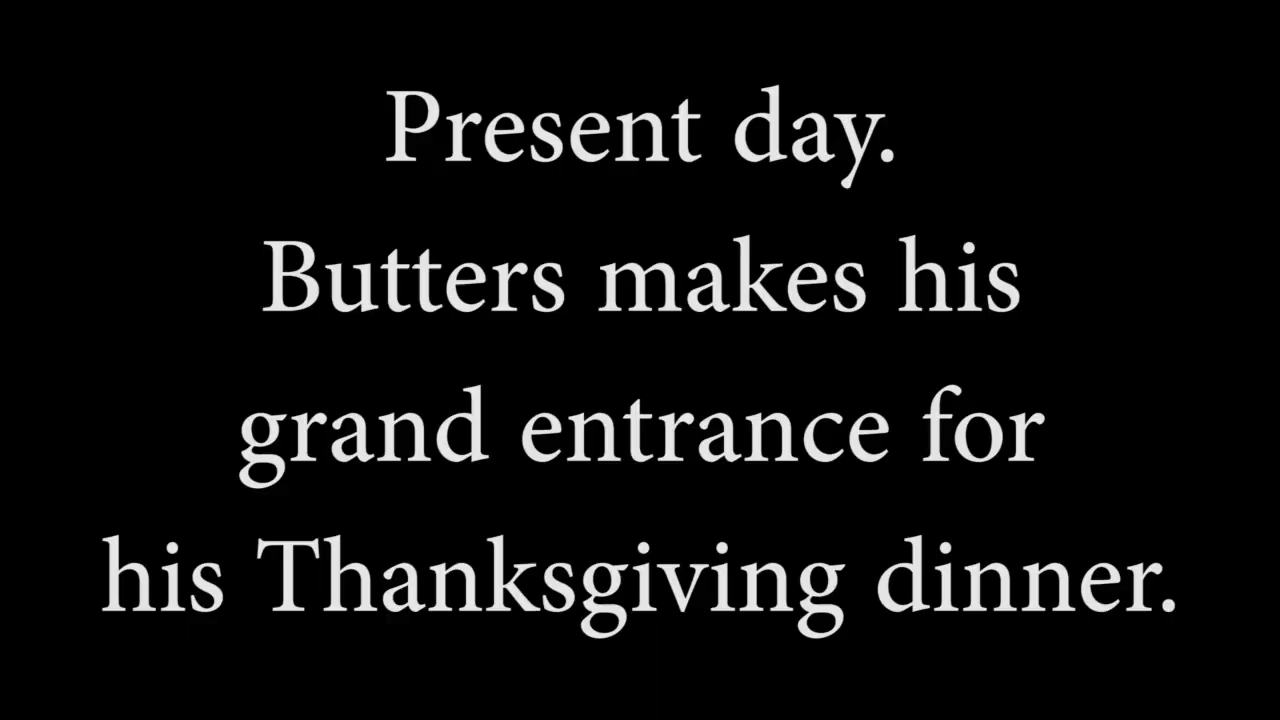 Present day.
Butters makes his
grand entrance for
his Thanksgiving dinner.